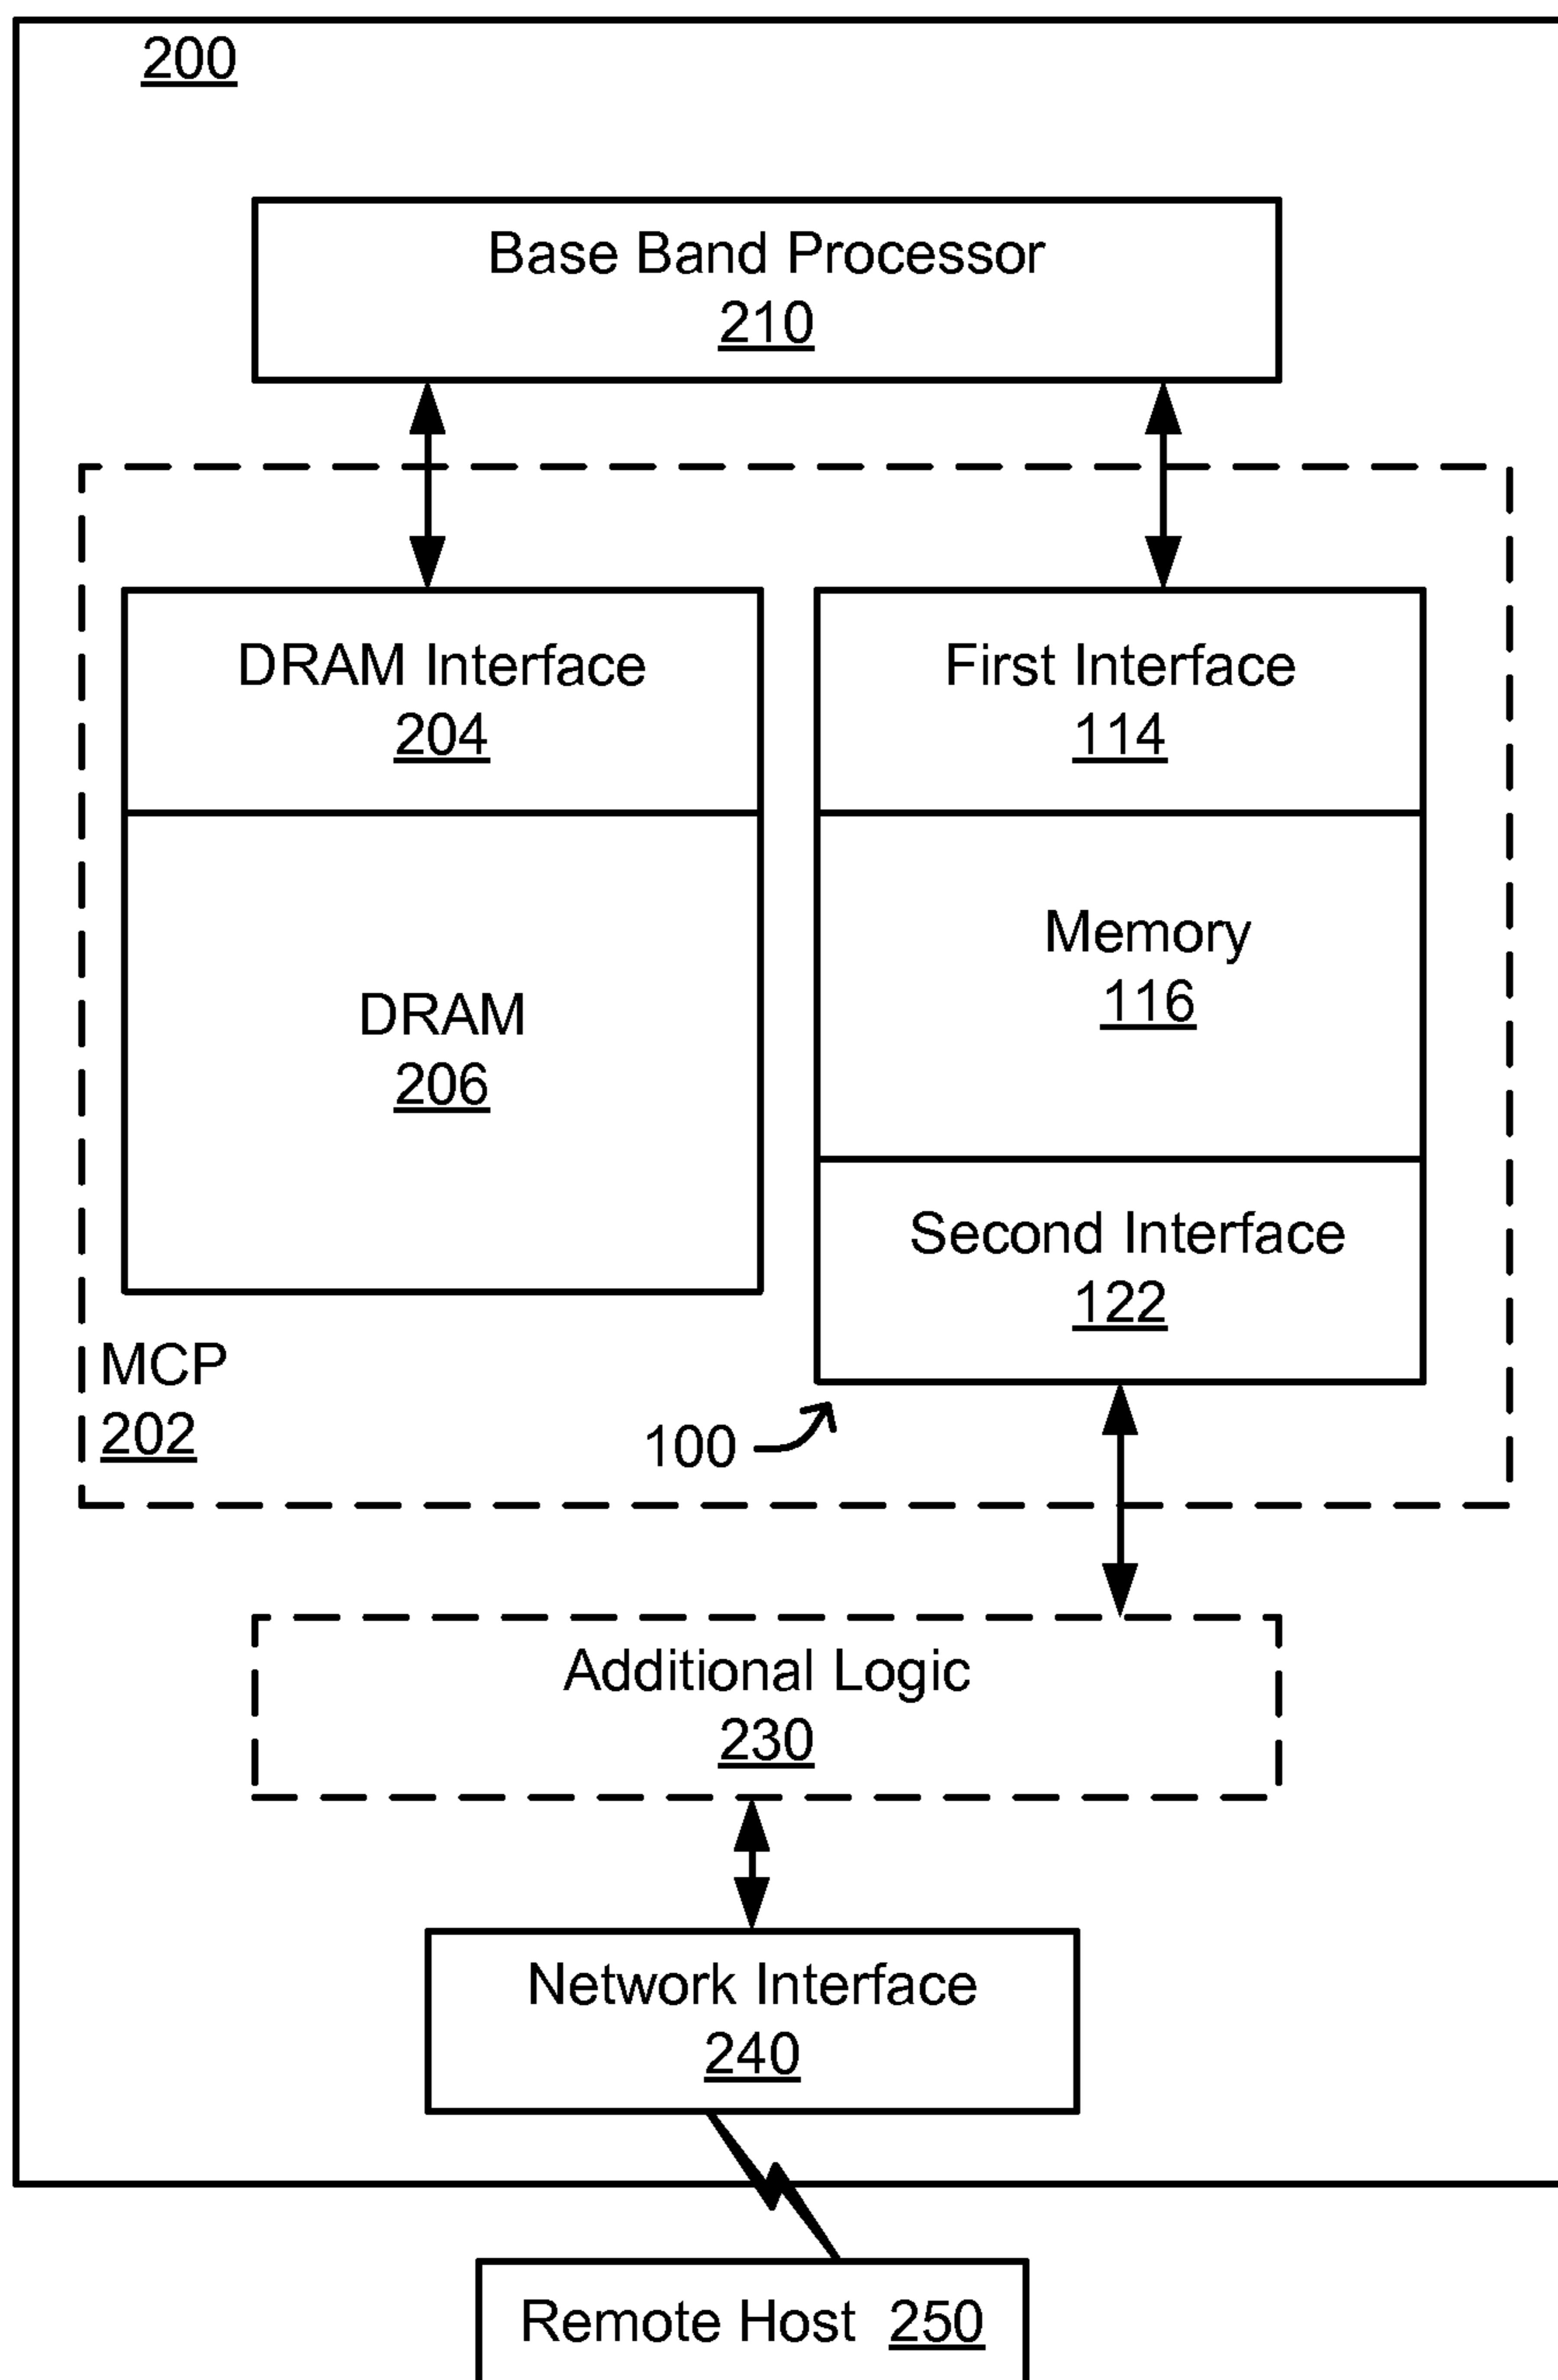 200
Base Band Processor
210
DRAM Interface
204
First Interface
114
Memory
116
DRAM
206
Second Interface
122
MCP
202
100
Additional Logic
230
Network Interface
240
Remote Host 250